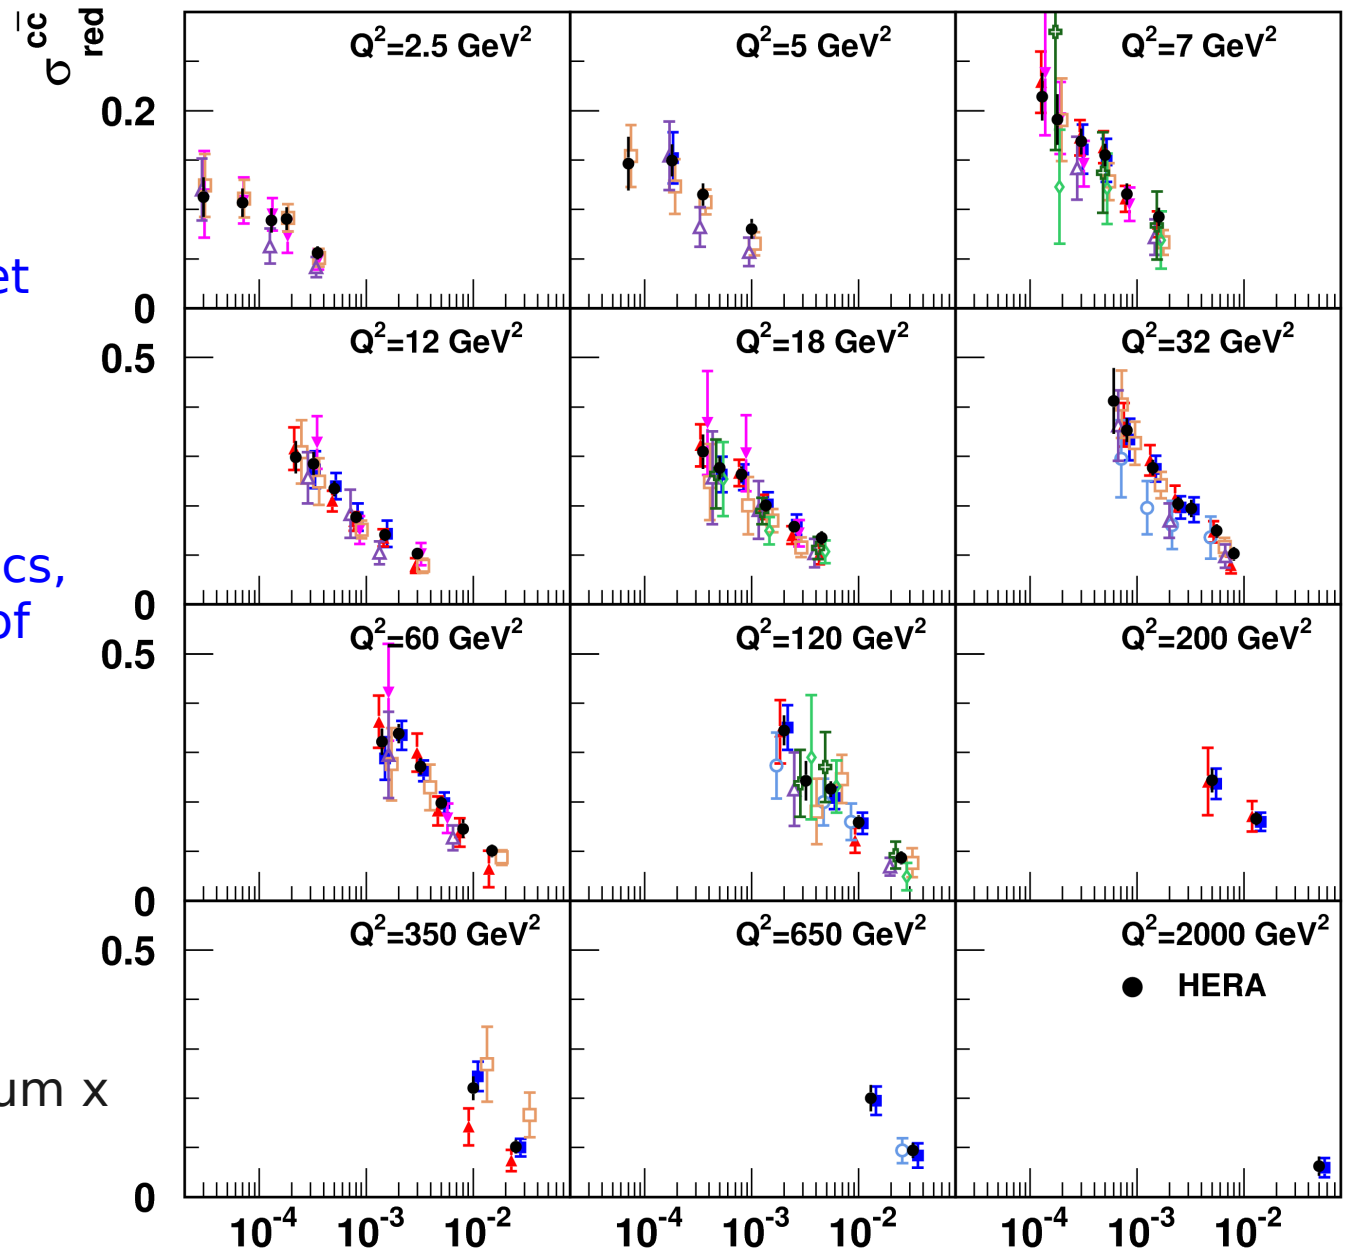 σ red c c̄
Q²=2.5 GeV² Q²=5 GeV² Q²=7 GeV²
0.2
et
0
Q²=12 GeV² Q²=18 GeV² Q²=32 GeV²
0.5
cs,
0
of
Q²=60 GeV² Q²=120 GeV² Q²=200 GeV²
0.5
0
Q²=350 GeV² Q²=650 GeV² Q²=2000 GeV²
0.5
HERA
um x
0
10⁻⁴ 10⁻³ 10⁻² 10⁻⁴ 10⁻³ 10⁻² 10⁻⁴ 10⁻³ 10⁻²